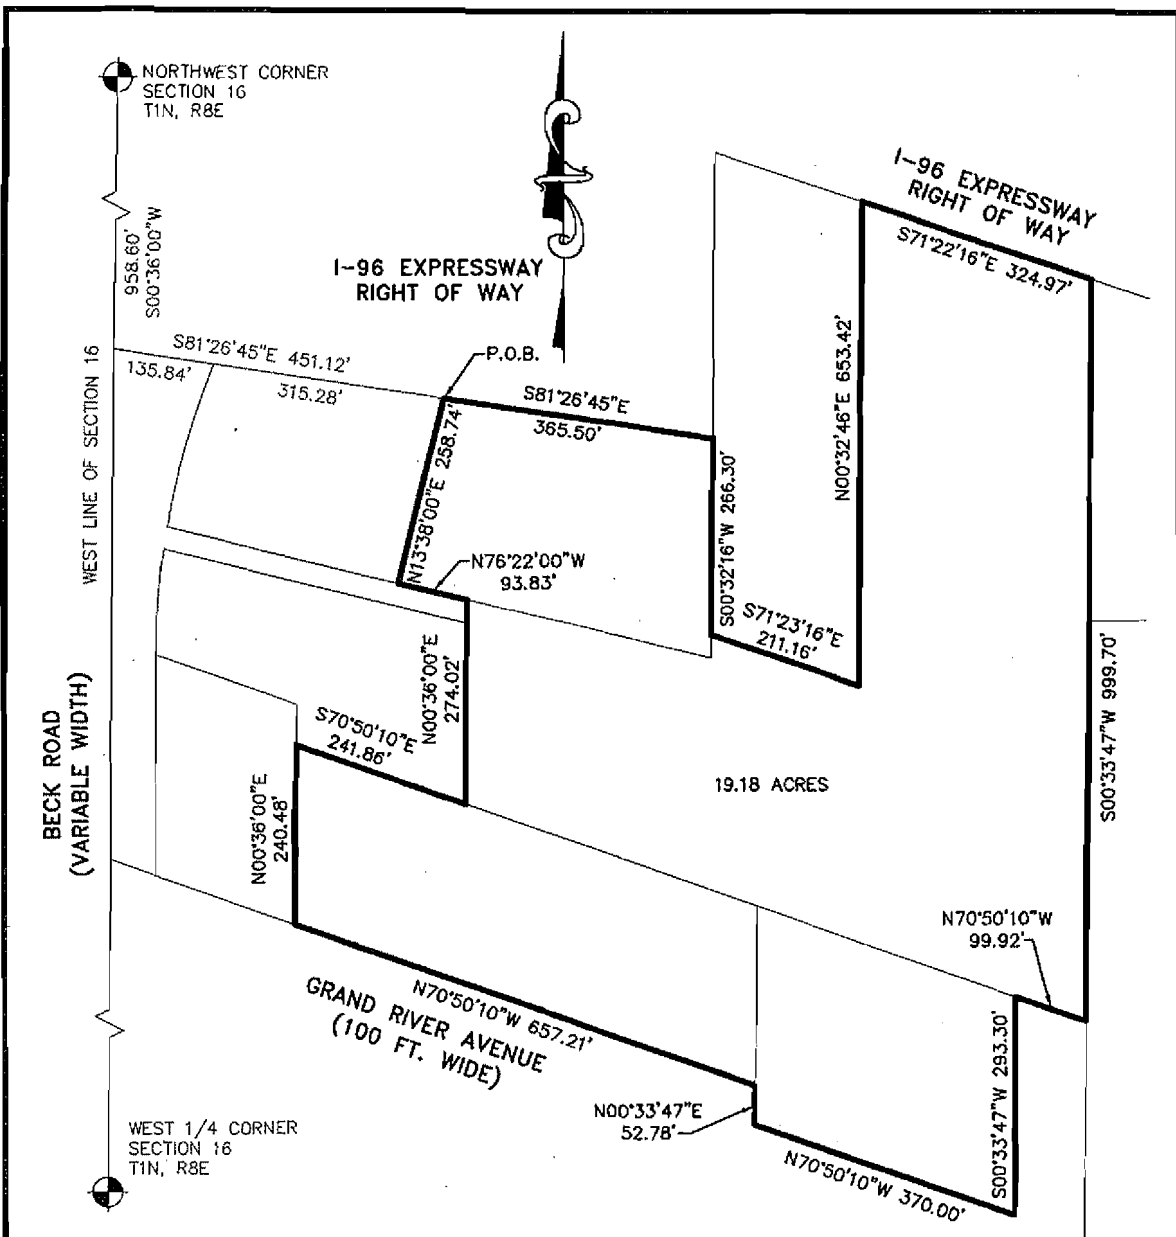 NORTHWEST CORNER
SECTION 16
T1N, R8E
I-96 EXPRESSWAY
RIGHT OF WAY
S71°22'16"E 324.97'
958.60'
S00°36'00"W
I-96 EXPRESSWAY
RIGHT OF WAY
N00°32'46"E 653.42'
S81°26'45"E 451.12'
135.84'
315.28'
P.O.B.
S81°26'45"E
365.50'
WEST LINE OF SECTION 16
N13°38'00"E 258.74'
S00°32'16"W 266.30'
N76°22'00"W
93.83'
S71°23'16"E
211.16'
N00°36'00"E
274.02'
S00°33'47"W 999.70'
BECK ROAD
(VARIABLE WIDTH)
S70°50'10"E
241.86'
19.18 ACRES
N00°36'00"E
240.48'
N70°50'10"W
99.92'
N70°50'10"W 657.21'
GRAND RIVER AVENUE
(100 FT. WIDE)
S00°33'47"W 293.30'
N00°33'47"E
52.78'
N70°50'10"W 370.00'
WEST 1/4 CORNER
SECTION 16
T1N, R8E